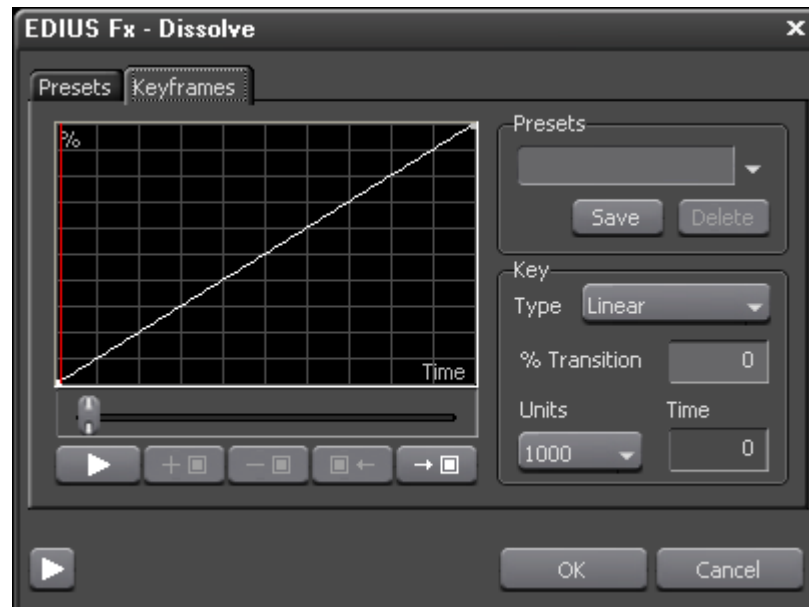 EDIUS Fx - Dissolve
Presets Keyframes
%
Time
Presets
Save Delete
Key
Type Linear
% Transition 0
Units Time
1000 0
OK Cancel